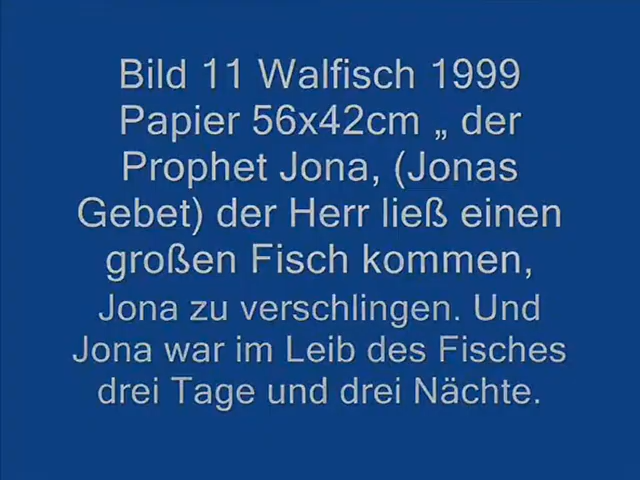 Bild 11 Walfisch 1999
Papier 56x42cm „ der
Prophet Jona, (Jonas
Gebet) der Herr ließ einen
großen Fisch kommen,
Jona zu verschlingen. Und
Jona war im Leib des Fisches
drei Tage und drei Nächte.